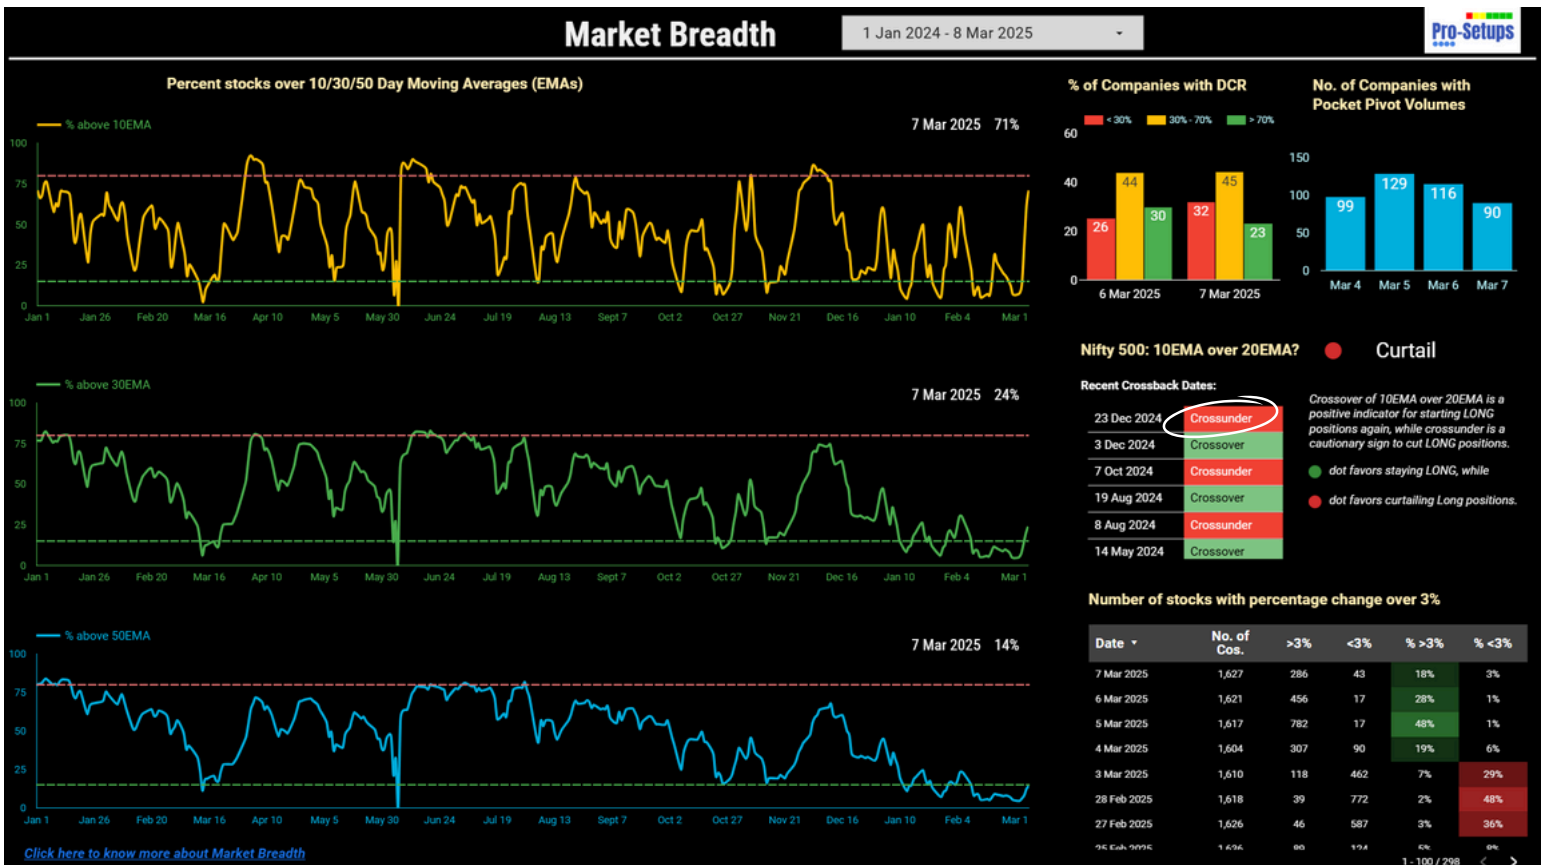 Market Breadth
1 Jan 2024 - 8 Mar 2025
Pro-Setups
Percent stocks over 10/30/50 Day Moving Averages (EMAs)
% above 10EMA
7 Mar 2025 71%
100
75
50
25
0
Jan 1 Jan 26 Feb 20 Mar 16 Apr 10 May 5 May 30 Jun 24 Jul 19 Aug 13 Sept 7 Oct 2 Oct 27 Nov 21 Dec 16 Jan 10 Feb 4 Mar 1
% above 30EMA
7 Mar 2025 24%
100
75
50
25
0
Jan 1 Jan 26 Feb 20 Mar 16 Apr 10 May 5 May 30 Jun 24 Jul 19 Aug 13 Sept 7 Oct 2 Oct 27 Nov 21 Dec 16 Jan 10 Feb 4 Mar 1
% above 50EMA
7 Mar 2025 14%
100
75
50
25
0
Jan 1 Jan 26 Feb 20 Mar 16 Apr 10 May 5 May 30 Jun 24 Jul 19 Aug 13 Sept 7 Oct 2 Oct 27 Nov 21 Dec 16 Jan 10 Feb 4 Mar 1
Click here to know more about Market Breadth
% of Companies with DCR
< 30% 30% - 70% > 70%
60
40
20
0
26 44 30 32 45 23
6 Mar 2025 7 Mar 2025
No. of Companies with
Pocket Pivot Volumes
150
100
50
0
99 129 116 90
Mar 4 Mar 5 Mar 6 Mar 7
Nifty 500: 10EMA over 20EMA?
Curtail
Recent Crossback Dates:
23 Dec 2024 Crossunder
3 Dec 2024 Crossover
7 Oct 2024 Crossunder
19 Aug 2024 Crossover
8 Aug 2024 Crossunder
14 May 2024 Crossover
Crossover of 10EMA over 20EMA is a
positive indicator for starting LONG
positions again, while crossunder is a
cautionary sign to cut LONG positions.
dot favors staying LONG, while
dot favors curtailing Long positions.
Number of stocks with percentage change over 3%
Date No. of Cos. >3% <3% % >3% % <3%
7 Mar 2025 1,627 286 43 18% 3%
6 Mar 2025 1,621 456 17 28% 1%
5 Mar 2025 1,617 782 17 48% 1%
4 Mar 2025 1,604 307 90 19% 6%
3 Mar 2025 1,610 118 462 7% 29%
28 Feb 2025 1,618 39 772 2% 48%
27 Feb 2025 1,626 46 587 3% 36%
25 Feb 2025 1,636 89 124 5% 8%
1 - 100 / 298